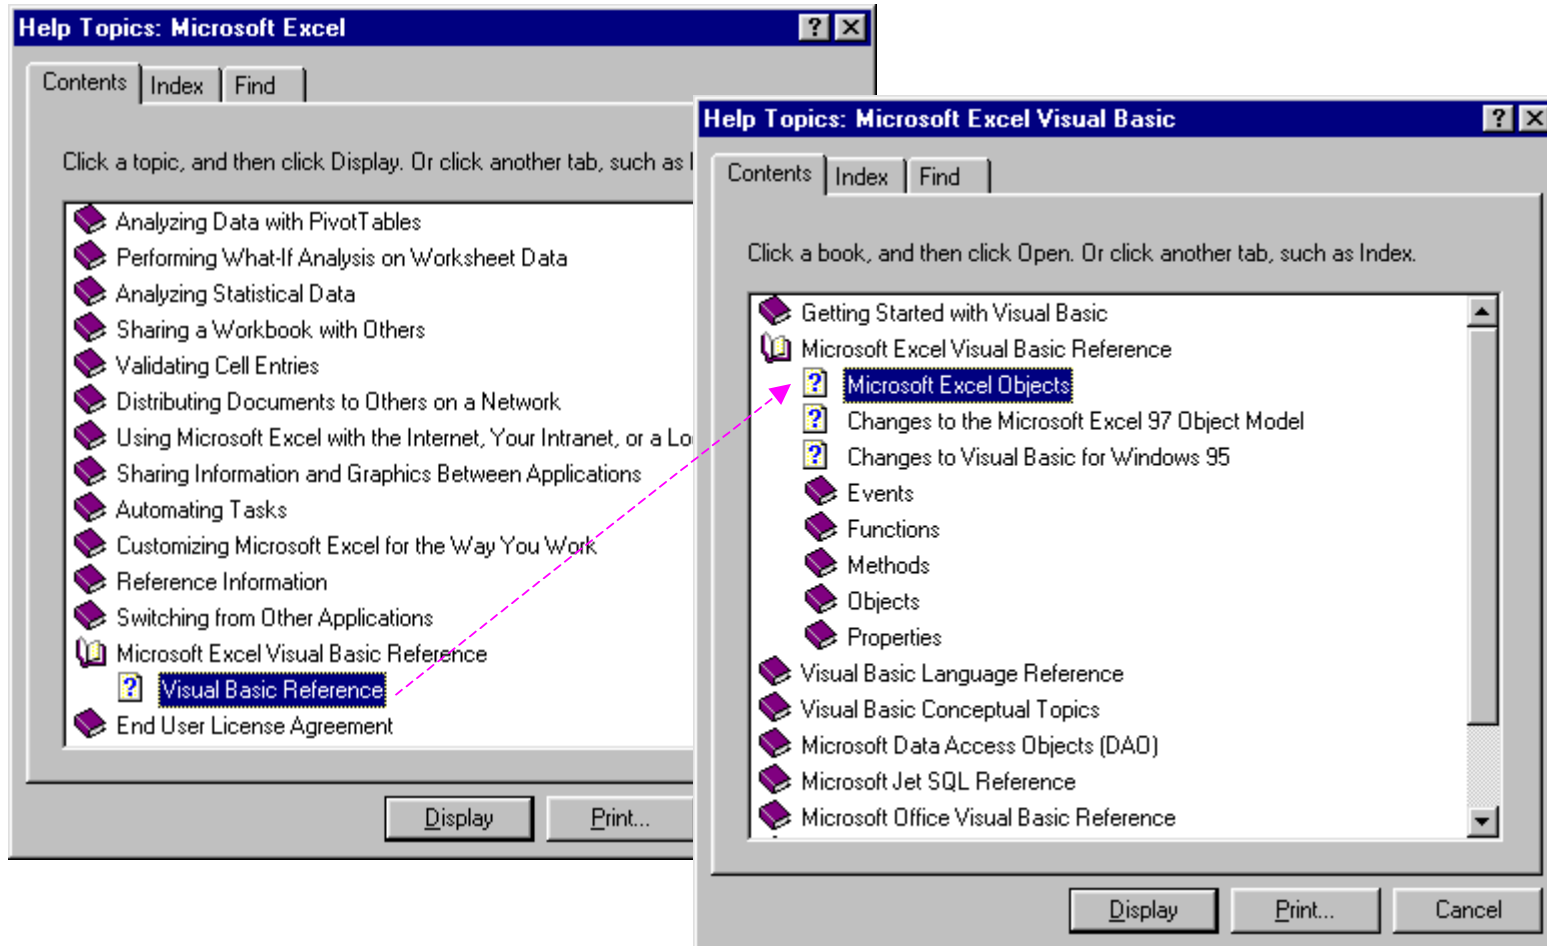 Help Topics: Microsoft Excel
Contents
Index
Find
Click a topic, and then click Display. Or click another tab, such as
Analyzing Data with PivotTables
Performing What-If Analysis on Worksheet Data
Analyzing Statistical Data
Sharing a Workbook with Others
Validating Cell Entries
Distributing Documents to Others on a Network
Using Microsoft Excel with the Internet, Your Intranet, or a Lo
Sharing Information and Graphics Between Applications
Automating Tasks
Customizing Microsoft Excel for the Way You Work
Reference Information
Switching from Other Applications
Microsoft Excel Visual Basic Reference
Visual Basic Reference
End User License Agreement
Display
Print...
Help Topics: Microsoft Excel Visual Basic
Contents
Index
Find
Click a book, and then click Open. Or click another tab, such as Index.
Getting Started with Visual Basic
Microsoft Excel Visual Basic Reference
Microsoft Excel Objects
Changes to the Microsoft Excel 97 Object Model
Changes to Visual Basic for Windows 95
Events
Functions
Methods
Objects
Properties
Visual Basic Language Reference
Visual Basic Conceptual Topics
Microsoft Data Access Objects (DAO)
Microsoft Jet SQL Reference
Microsoft Office Visual Basic Reference
Display
Print...
Cancel